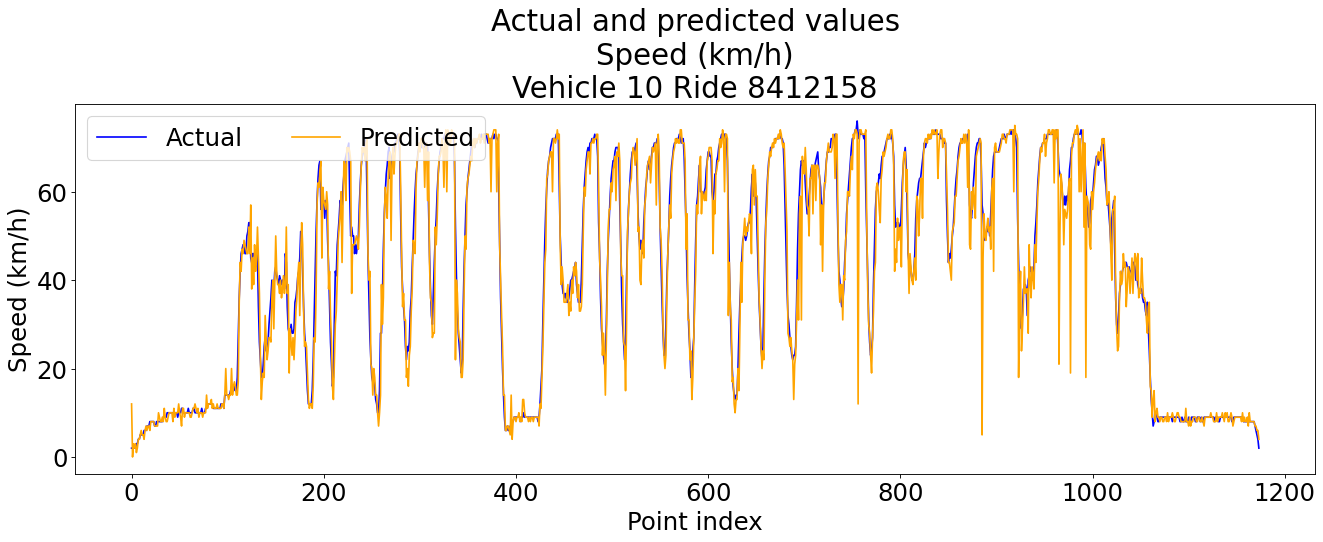 Actual and predicted values
Speed (km/h)
Vehicle 10 Ride 8412158
Actual Predicted
Speed (km/h)
60
40
20
0
0 200 400 600 800 1000 1200
Point index